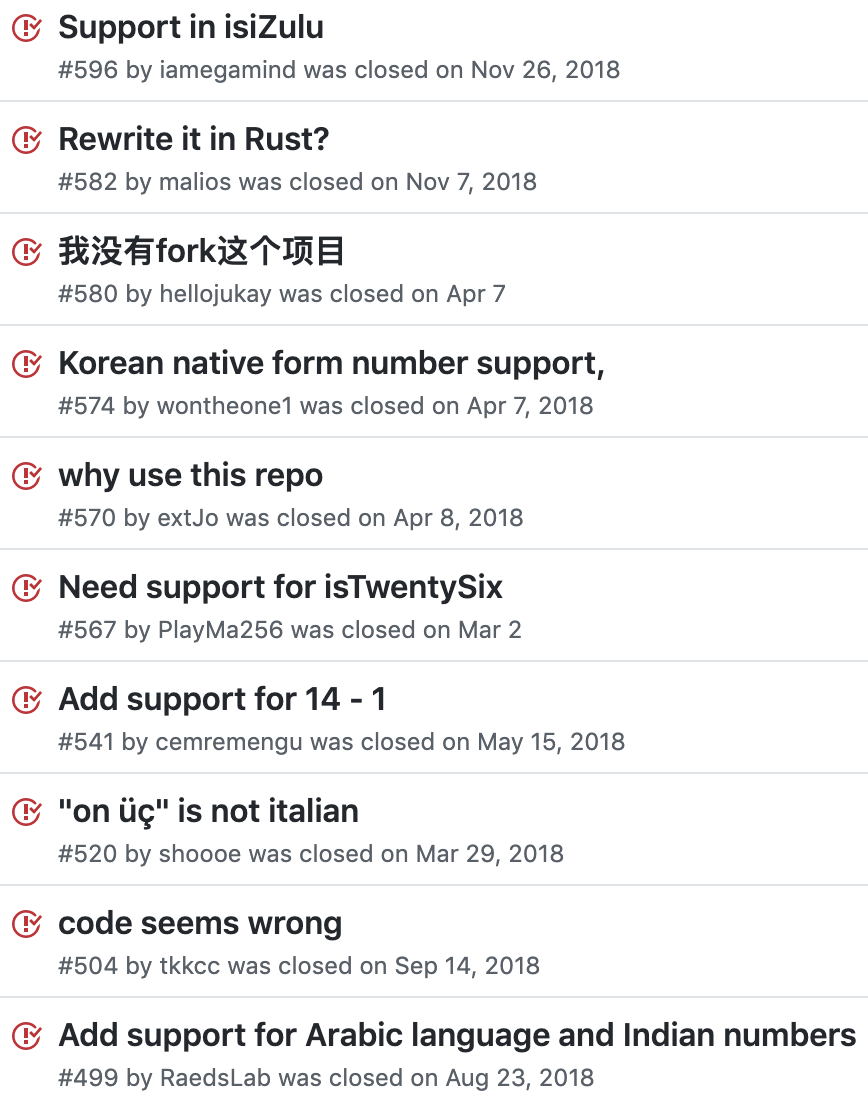 Support in isiZulu
#596 by iamegamind was closed on Nov 26, 2018
Rewrite it in Rust?
#582 by malios was closed on Nov 7, 2018
我没有fork这个项目
#580 by hellojukay was closed on Apr 7
Korean native form number support,
#574 by wontheone1 was closed on Apr 7, 2018
why use this repo
#570 by extJo was closed on Apr 8, 2018
Need support for isTwentySix
#567 by PlayMa256 was closed on Mar 2
Add support for 14 - 1
#541 by cemremengu was closed on May 15, 2018
"on üç" is not italian
#520 by shoooe was closed on Mar 29, 2018
code seems wrong
#504 by tkkcc was closed on Sep 14, 2018
Add support for Arabic language and Indian numbers
#499 by RaedsLab was closed on Aug 23, 2018